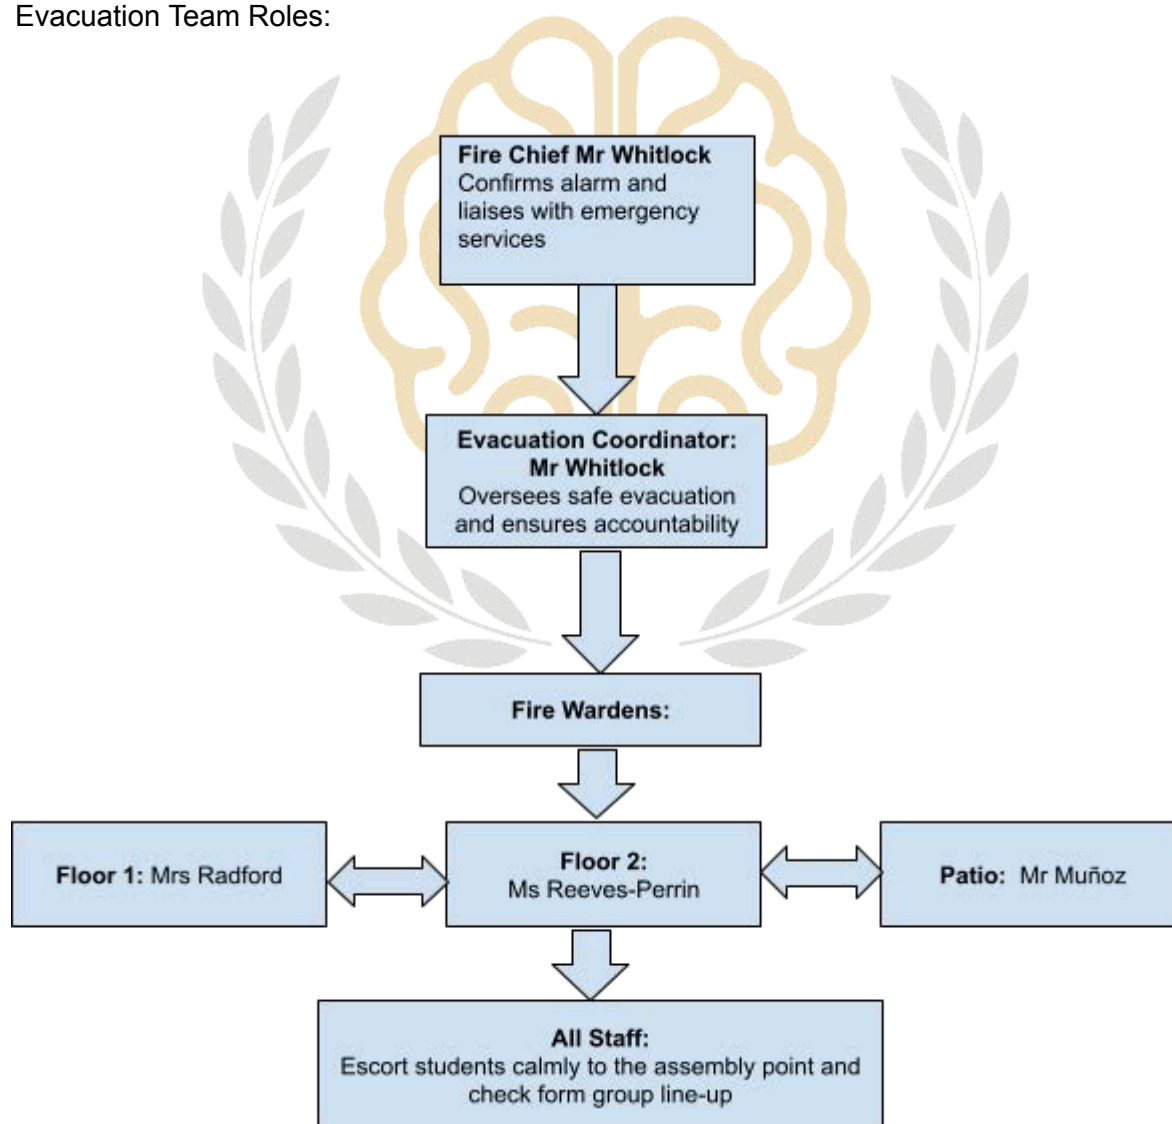 Evacuation Team Roles:
Fire Chief Mr Whitlock
Confirms alarm and
liaises with emergency
services
Evacuation Coordinator:
Mr Whitlock
Oversees safe evacuation
and ensures accountability
Fire Wardens:
Floor 1: Mrs Radford
Floor 2:
Ms Reeves-Perrin
Patio: Mr Muñoz
All Staff:
Escort students calmly to the assembly point and
check form group line-up